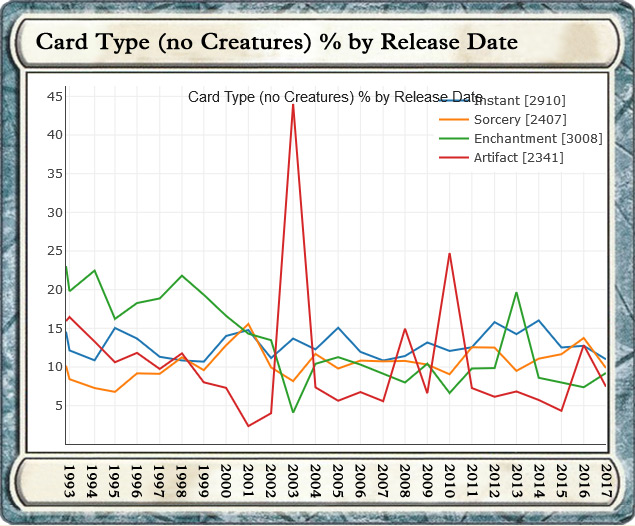 Card Type (no Creatures) % by Release Date
Card Type (no Creatures) % by Release Date
Instant [2910]
Sorcery [2407]
Enchantment [3008]
Artifact [2341]
45
40
35
30
25
20
15
10
5
1993 1994 1995 1996 1997 1998 1999 2000 2001 2002 2003 2004 2005 2006 2007 2008 2009 2010 2011 2012 2013 2014 2015 2016 2017